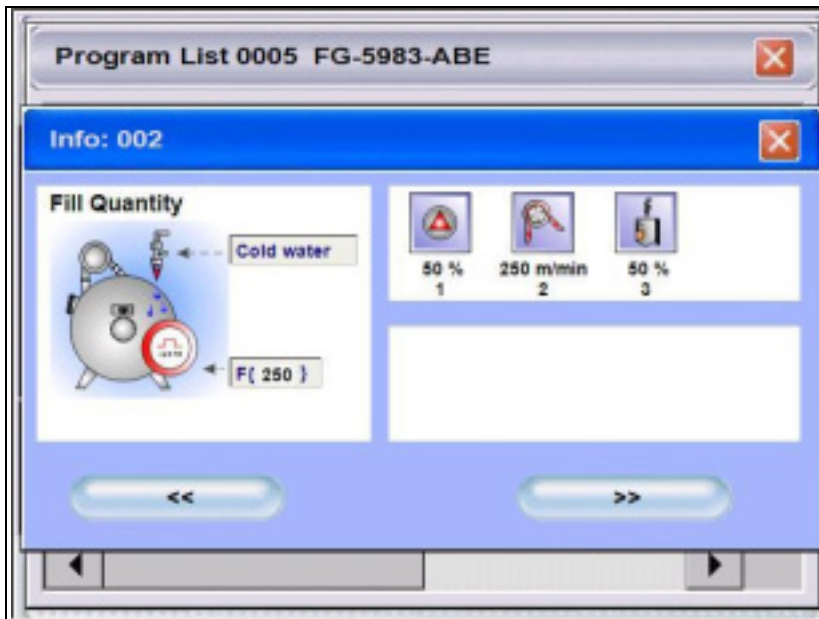 Program List 0005 FG-5983-ABE
Info: 002
Fill Quantity
Cold water
F( 250 )
50 % 250 m/min 50 %
1 2 3
<< >>